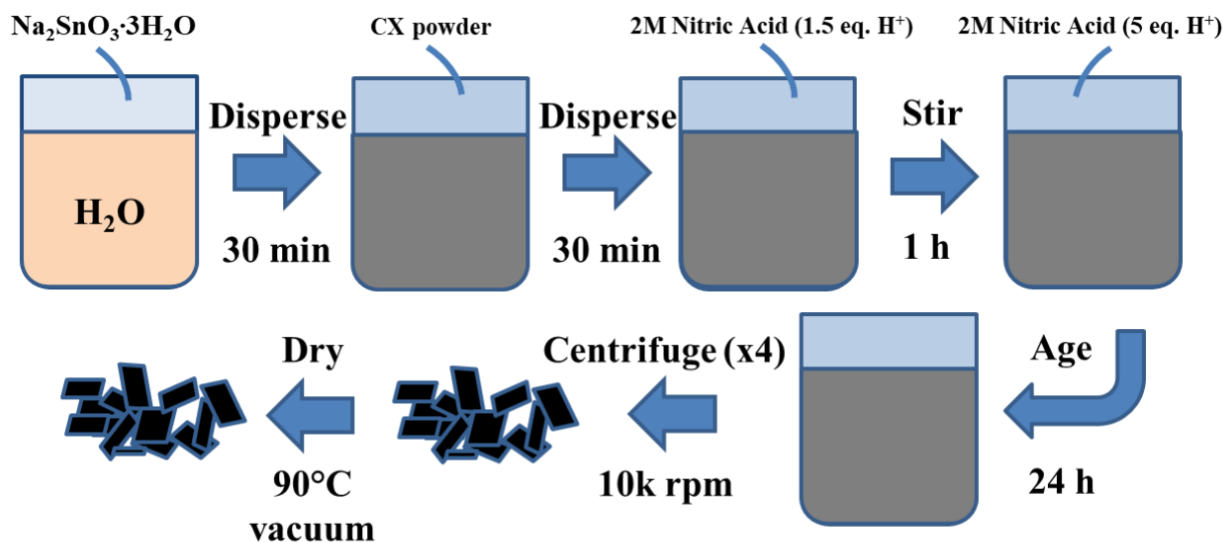 Na₂SnO₃·3H₂O
CX powder
2M Nitric Acid (1.5 eq. H⁺)
2M Nitric Acid (5 eq. H⁺)
Disperse
Disperse
Stir
H₂O
30 min
30 min
1 h
Dry
Centrifuge (x4)
Age
90°C
vacuum
10k rpm
24 h